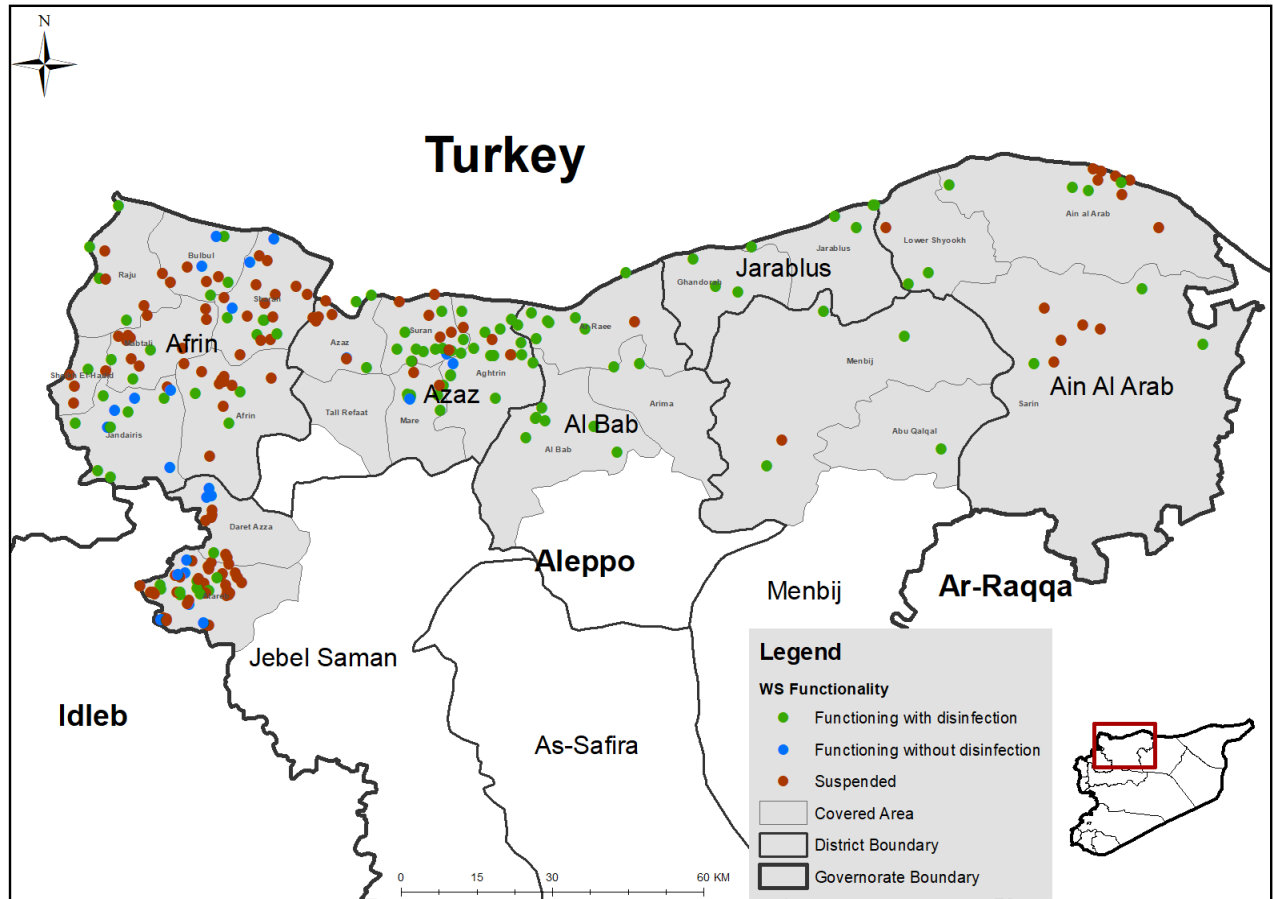 N
Turkey
Ain al Arab
Lower Shyookh
Jarablus
Bulbul
Raju
Ghandoreh
Jarablus
Sharan
Ar-Raee
Suran
Azaz
Afrin
Menbij
Aghtrin
Ain Al Arab
Sheikh El-Hadid
Azaz
Sarin
Arima
Tall Refaat
Mare
Afrin
Al Bab
Jandairis
Abu Qalqal
Al Bab
Daret Azza
Aleppo
Menbij
Ar-Raqqa
Jebel Saman
Idleb
As-Safira
Legend
WS Functionality
Functioning with disinfection
Functioning without disinfection
Suspended
Covered Area
District Boundary
Governorate Boundary
0 15 30 60 KM